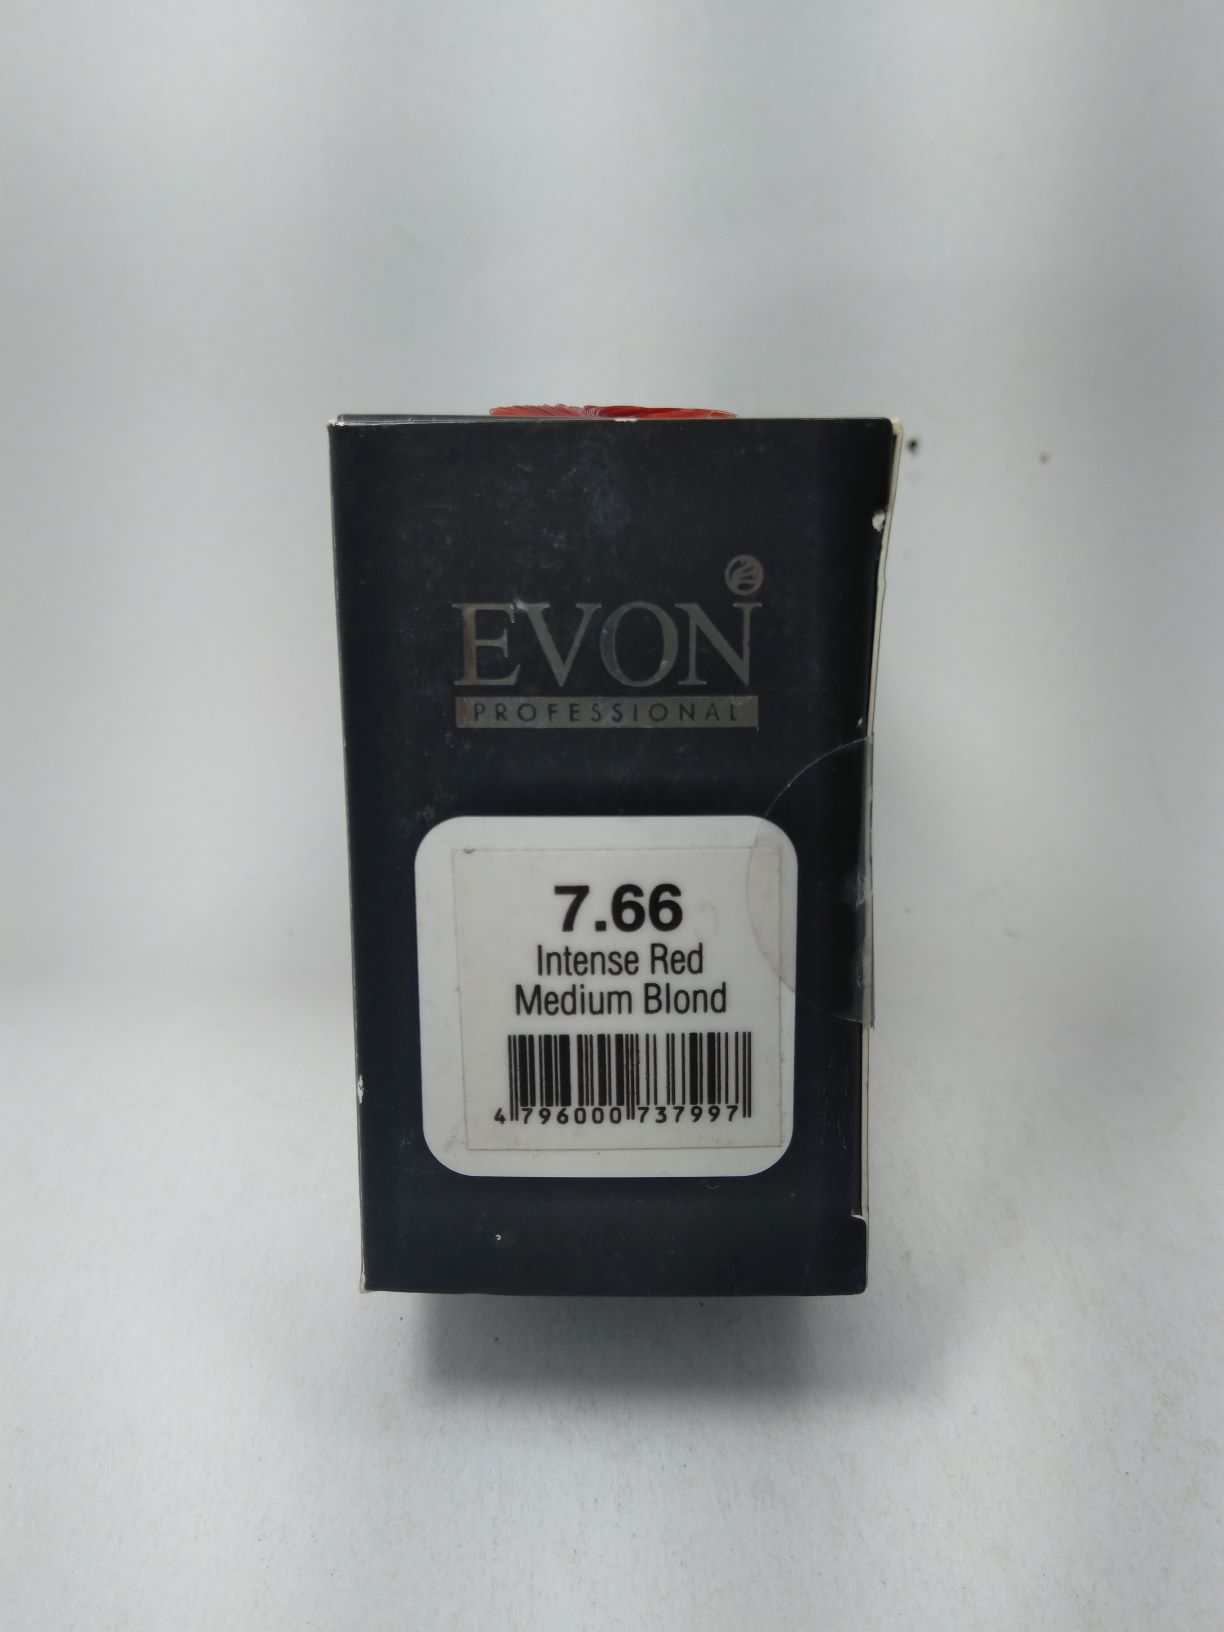 EVON
PROFESSIONAL
7.66
Intense Red
Medium Blond
4 796000 737997